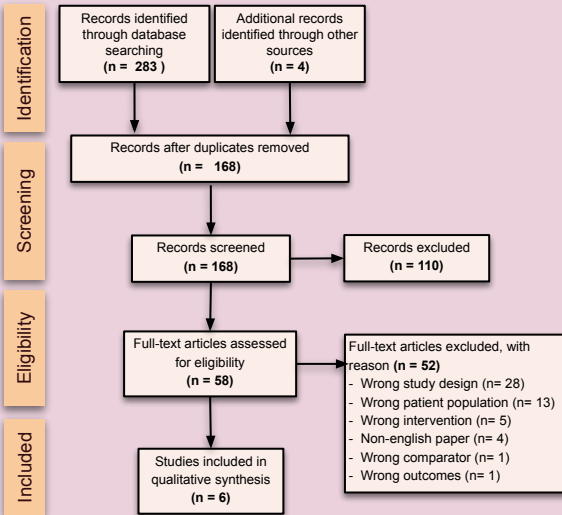 Identification
Records identified
through database
searching
(n = 283 )
Additional records
identified through other
sources
(n = 4)
Records after duplicates removed
(n = 168)
Screening
Records screened
(n = 168)
Records excluded
(n = 110)
Eligibility
Full-text articles assessed
for eligibility
(n = 58)
Full-text articles excluded, with
reason (n = 52)
- Wrong study design (n= 28)
- Wrong patient population (n= 13)
- Wrong intervention (n= 5)
- Non-english paper (n= 4)
- Wrong comparator (n= 1)
- Wrong outcomes (n= 1)
Included
Studies included in
qualitative synthesis
(n = 6)